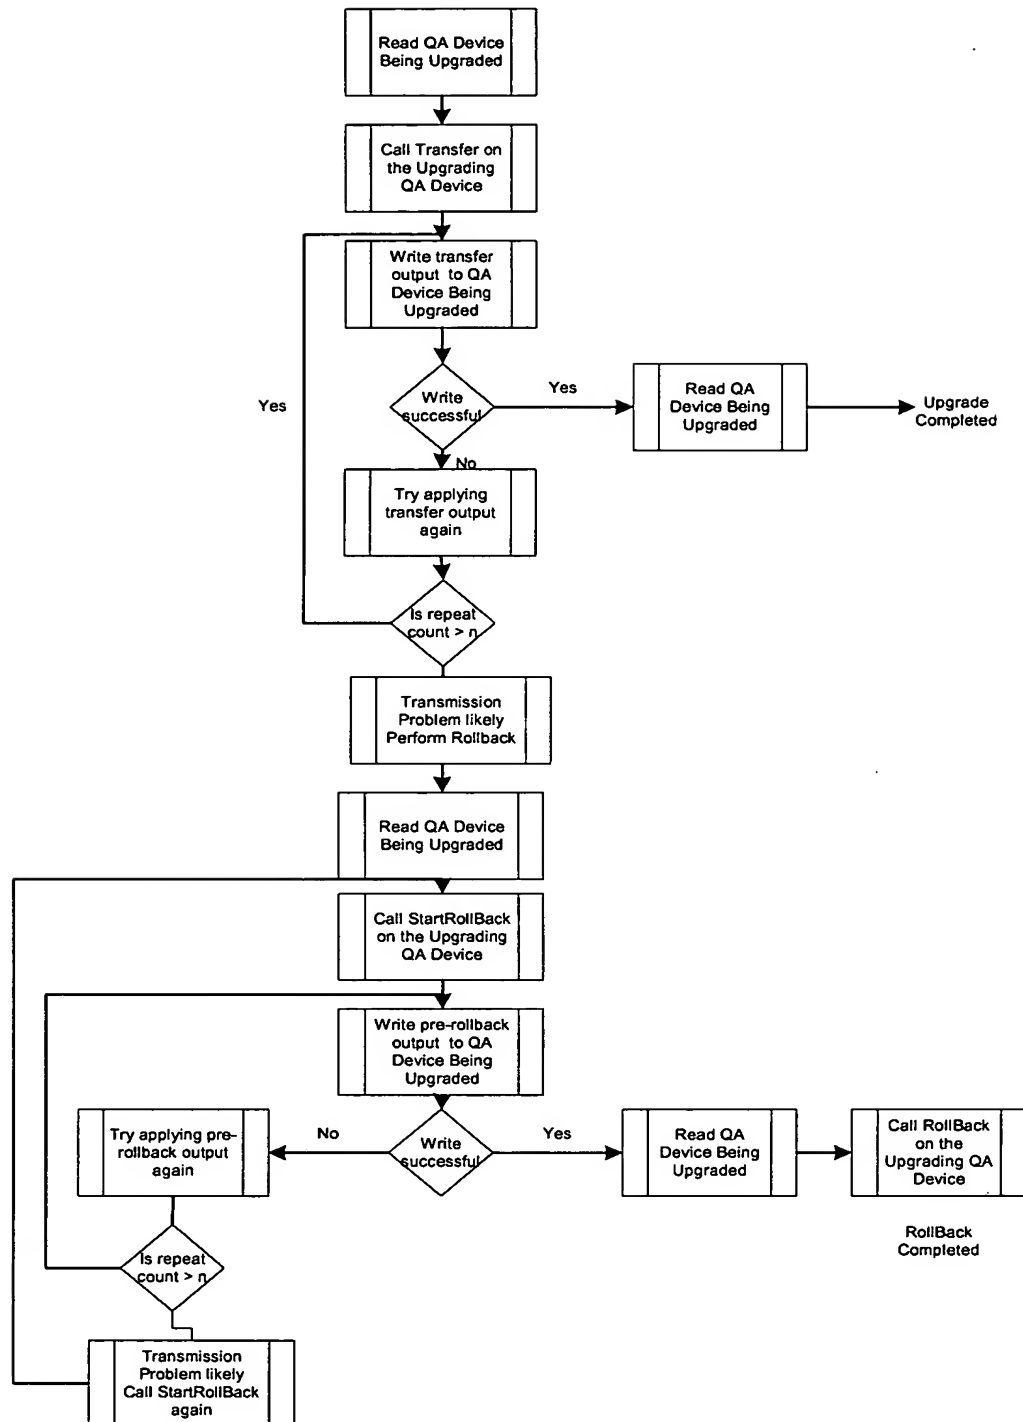 Read QA Device
Being Upgraded
Call Transfer on
the Upgrading
QA Device
Write transfer
output to QA
Device Being
Upgraded
Yes
Write
successful
Yes
Read QA
Device Being
Upgraded
Upgrade
Completed
No
Try applying
transfer output
again
Is repeat
count > n
Transmission
Problem likely
Perform Rollback
Read QA Device
Being Upgraded
Call StartRollBack
on the Upgrading
QA Device
Write pre-rollback
output to QA
Device Being
Upgraded
Try applying pre-
rollback output
again
No
Write
successful
Yes
Read QA
Device Being
Upgraded
Call RollBack
on the
Upgrading QA
Device
RollBack
Completed
Is repeat
count > n
Transmission
Problem likely
Call StartRollBack
again